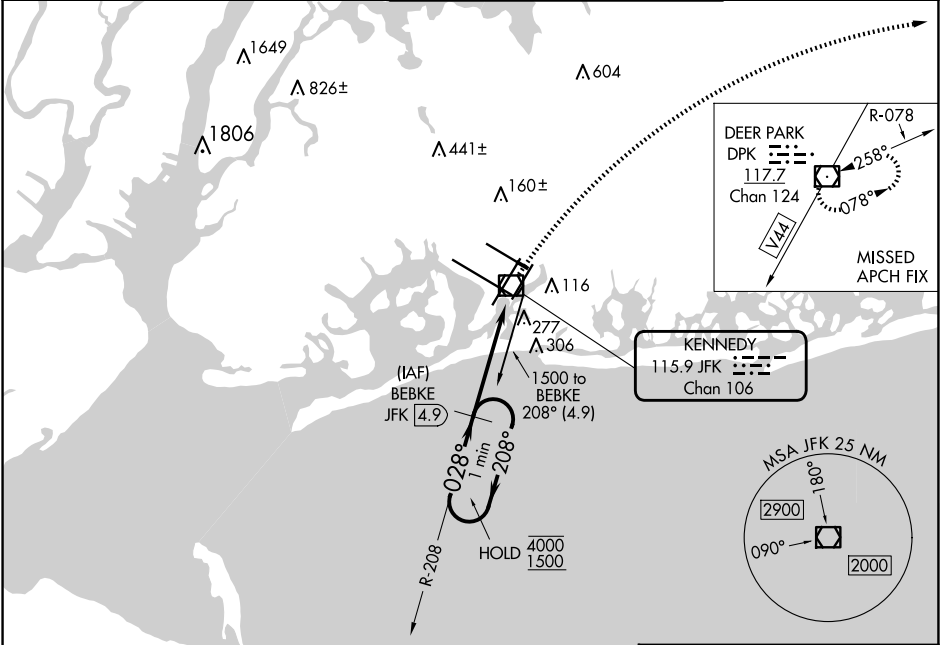 1649
826±
1806
604
441±
160±
116
277
306
DEER PARK
DPK
117.7
Chan 124
R-078
258°
078°
V44
MISSED
APCH FIX
KENNEDY
115.9 JFK
Chan 106
(IAF)
BEBKE
JFK 4.9
1500 to
BEBKE
208° (4.9)
028°
1 min
208°
HOLD 4000
1500
R-208
MSA JFK 25 NM
180°
2900
090°
2000